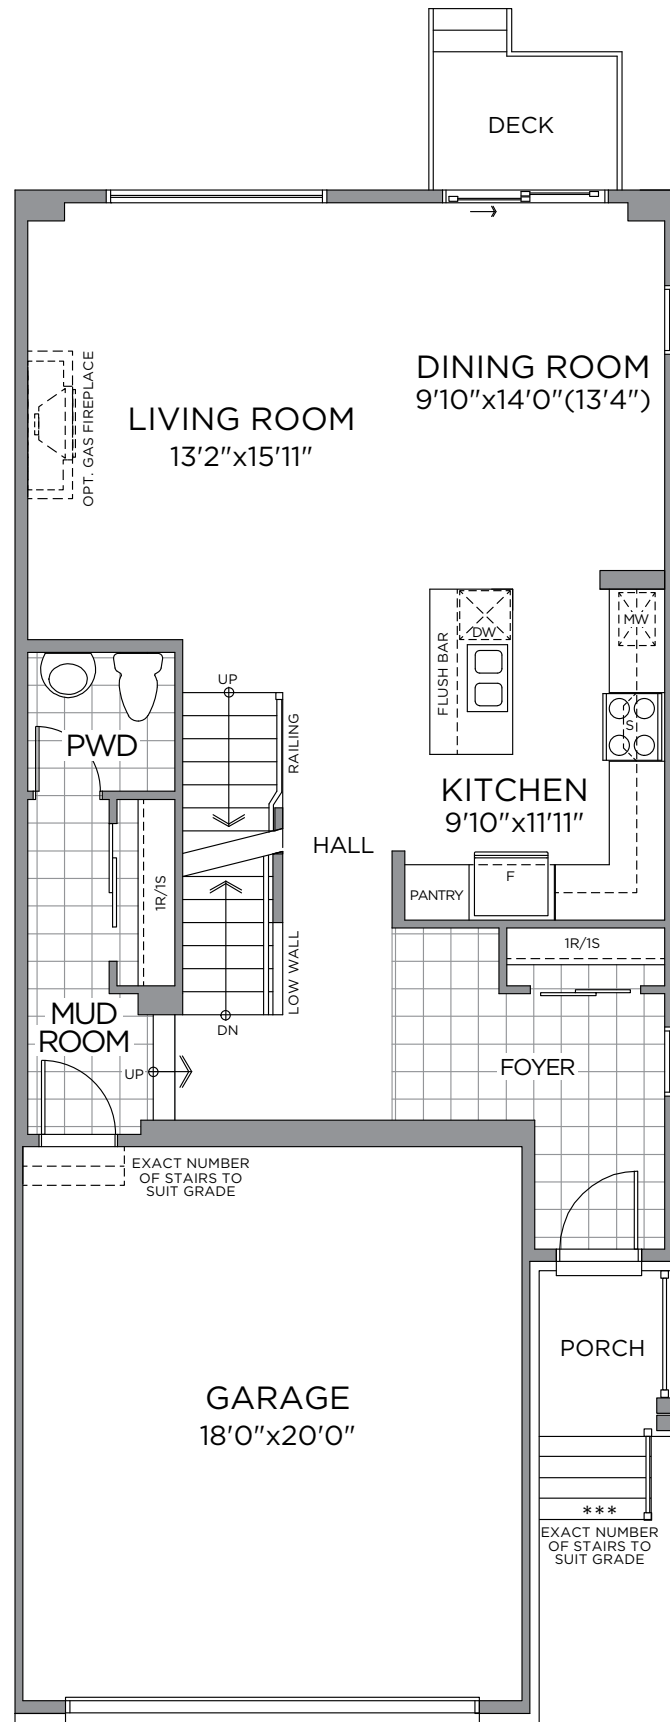 DECK
DINING ROOM
9'10"x14'0"(13'4")
LIVING ROOM
13'2"x15'11"
OPT. GAS FIREPLACE
MW
DW
FLUSH BAR
S
UP
RAILING
PWD
KITCHEN
9'10"x11'11"
HALL
F
PANTRY
1R/1S
1R/1S
LOW WALL
MUD
ROOM
DN
UP
FOYER
EXACT NUMBER
OF STAIRS TO
SUIT GRADE
PORCH
GARAGE
18'0"x20'0"
***
EXACT NUMBER
OF STAIRS TO
SUIT GRADE